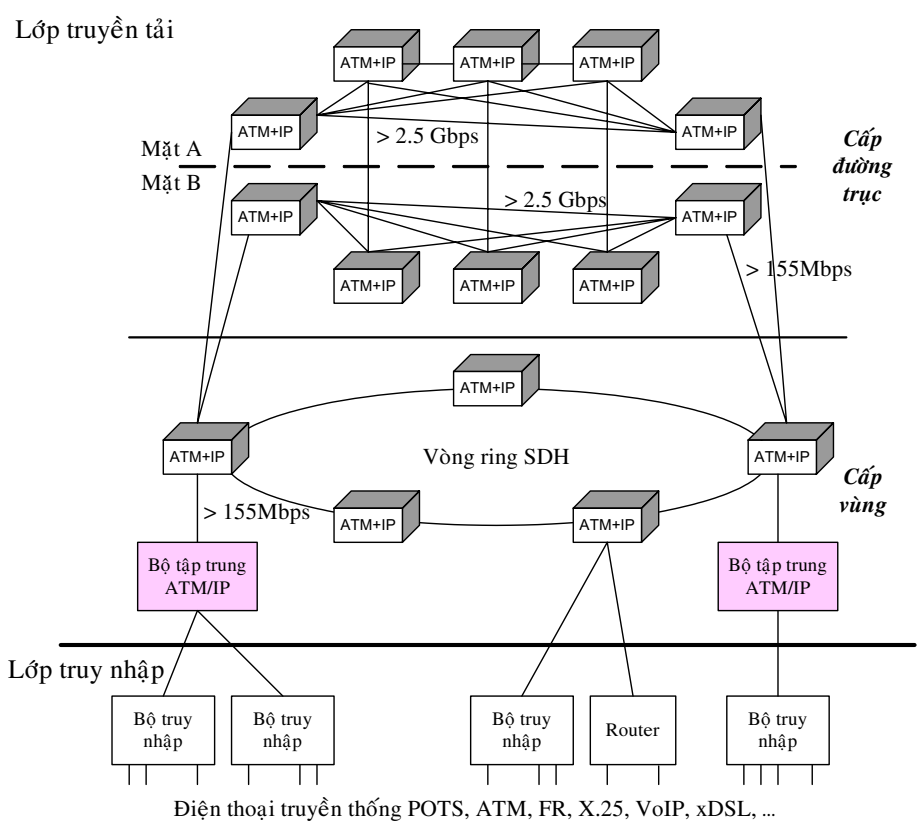 Lớp truyền tải
ATM+IP
ATM+IP
ATM+IP
ATM+IP
ATM+IP
> 2.5 Gbps
Mặt A
Mặt B
Cấp
đường
trục
ATM+IP
> 2.5 Gbps
ATM+IP
ATM+IP
ATM+IP
ATM+IP
> 155Mbps
ATM+IP
ATM+IP
Vòng ring SDH
ATM+IP
Cấp
vùng
> 155Mbps
ATM+IP
ATM+IP
Bộ tập trung
ATM/IP
Bộ tập trung
ATM/IP
Lớp truy nhập
Bộ truy
nhập
Bộ truy
nhập
Bộ truy
nhập
Router
Bộ truy
nhập
Điện thoại truyền thống POTS, ATM, FR, X.25, VoIP, xDSL, ...